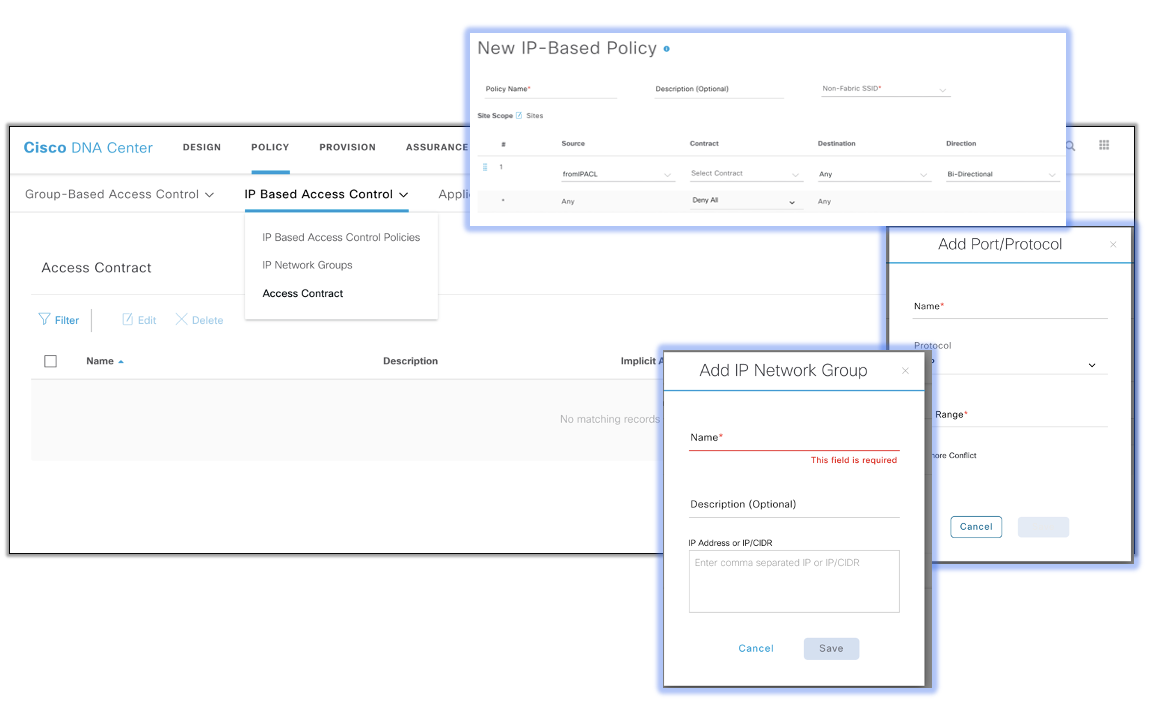 New IP-Based Policy
Policy Name* Description (Optional) Non-Fabric SSID*
Site Scope Sites
# Source Contract Destination Direction
1 fromIPACL Select Contract Any Bi-Directional
* Any Deny All Any
Cisco DNA Center DESIGN POLICY PROVISION ASSURANCE
Group-Based Access Control IP Based Access Control Appli
IP Based Access Control Policies
IP Network Groups
Access Contract
Access Contract
Filter Edit Delete
Name Description Implicit A
No matching records
Add Port/Protocol
Name*
Protocol
P
Range*
ore Conflict
Cancel
Add IP Network Group
Name*
This field is required
Description (Optional)
IP Address or IP/CIDR
Enter comma separated IP or IP/CIDR
Cancel Save